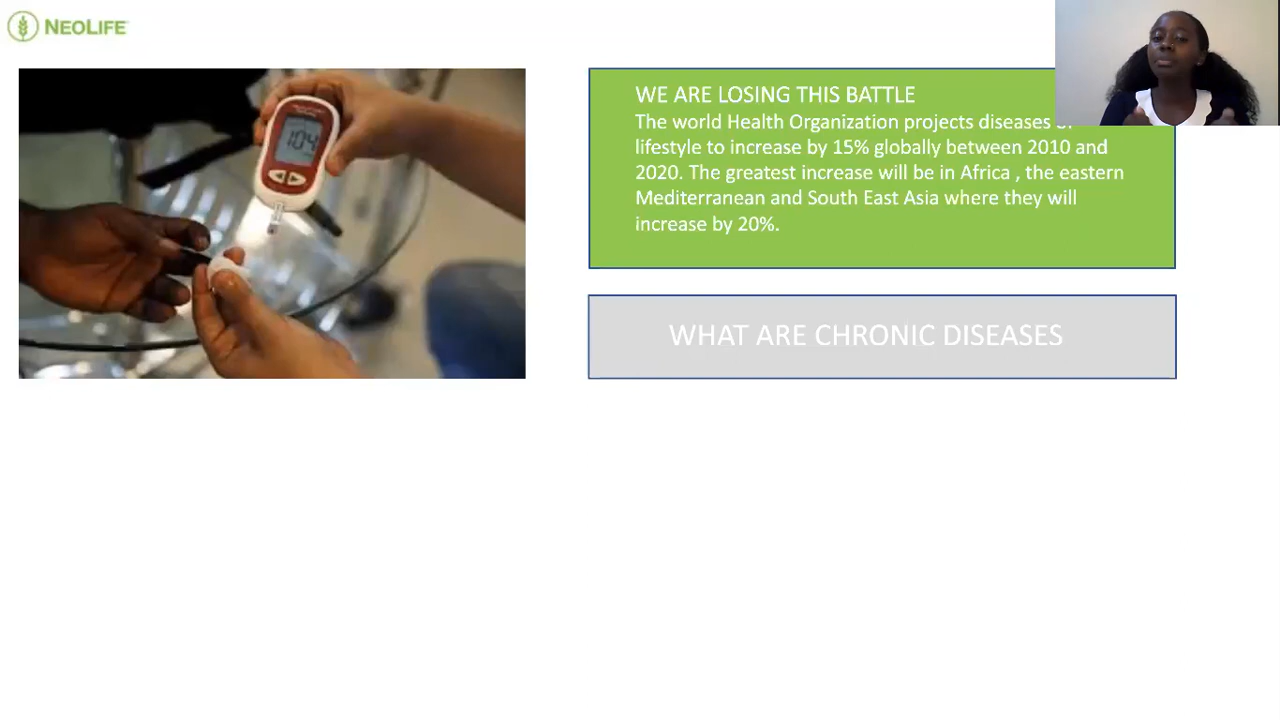 NEOLIFE
104
WE ARE LOSING THIS BATTLE
The world Health Organization projects diseases
lifestyle to increase by 15% globally between 2010 and
2020. The greatest increase will be in Africa , the eastern
Mediterranean and South East Asia where they will
increase by 20%.
WHAT ARE CHRONIC DISEASES